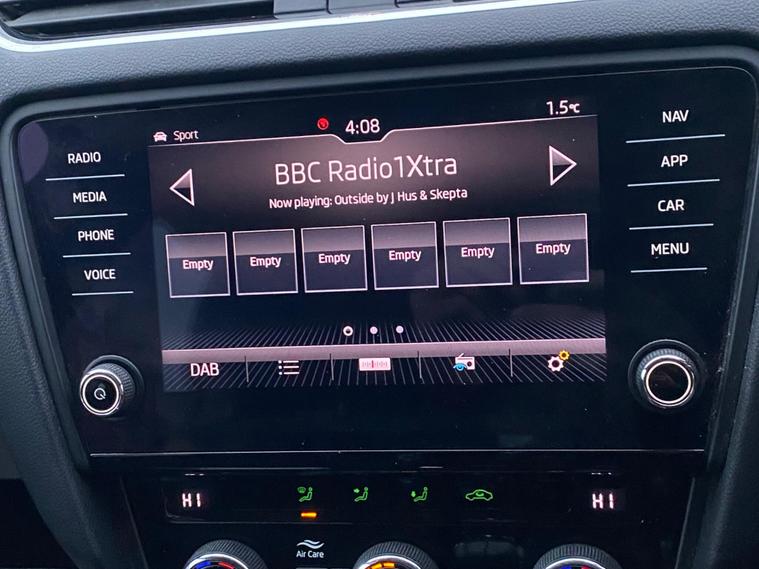 Sport
4:08
1.5°C
BBC Radio1Xtra
Now playing: Outside by J Hus & Skepta
Empty Empty Empty Empty Empty Empty
DAB
RADIO
MEDIA
PHONE
VOICE
NAV
APP
CAR
MENU
HI
HI
Air Care